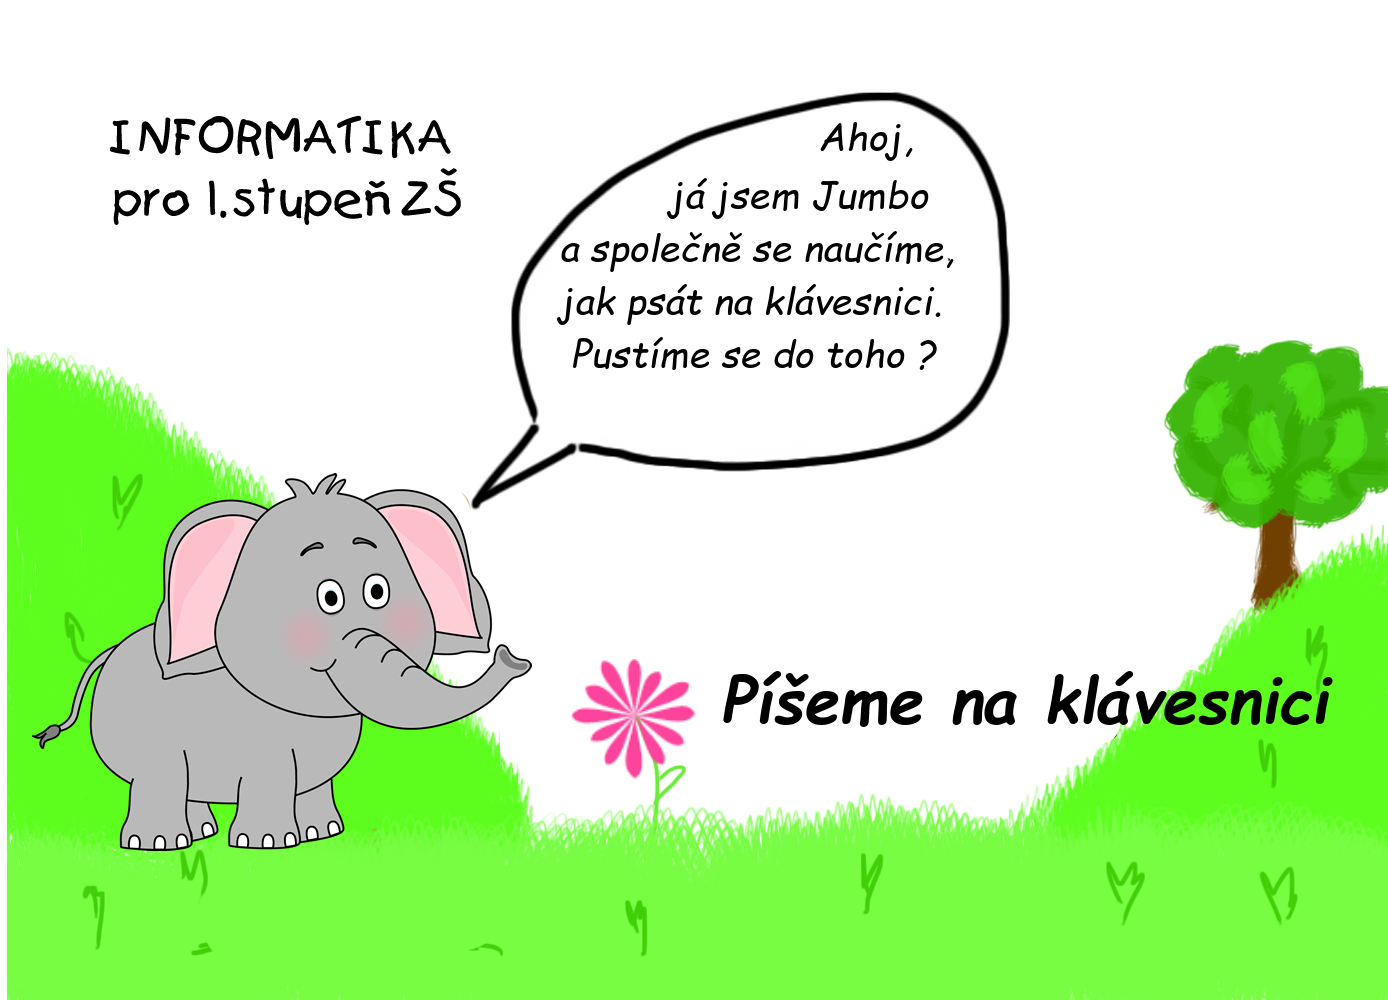 INFORMATIKA
pro 1.stupeň ZŠ
Ahoj,
já jsem Jumbo
a společně se naučíme,
jak psát na klávesnici.
Pustíme se do toho ?
Píšeme na klávesnici